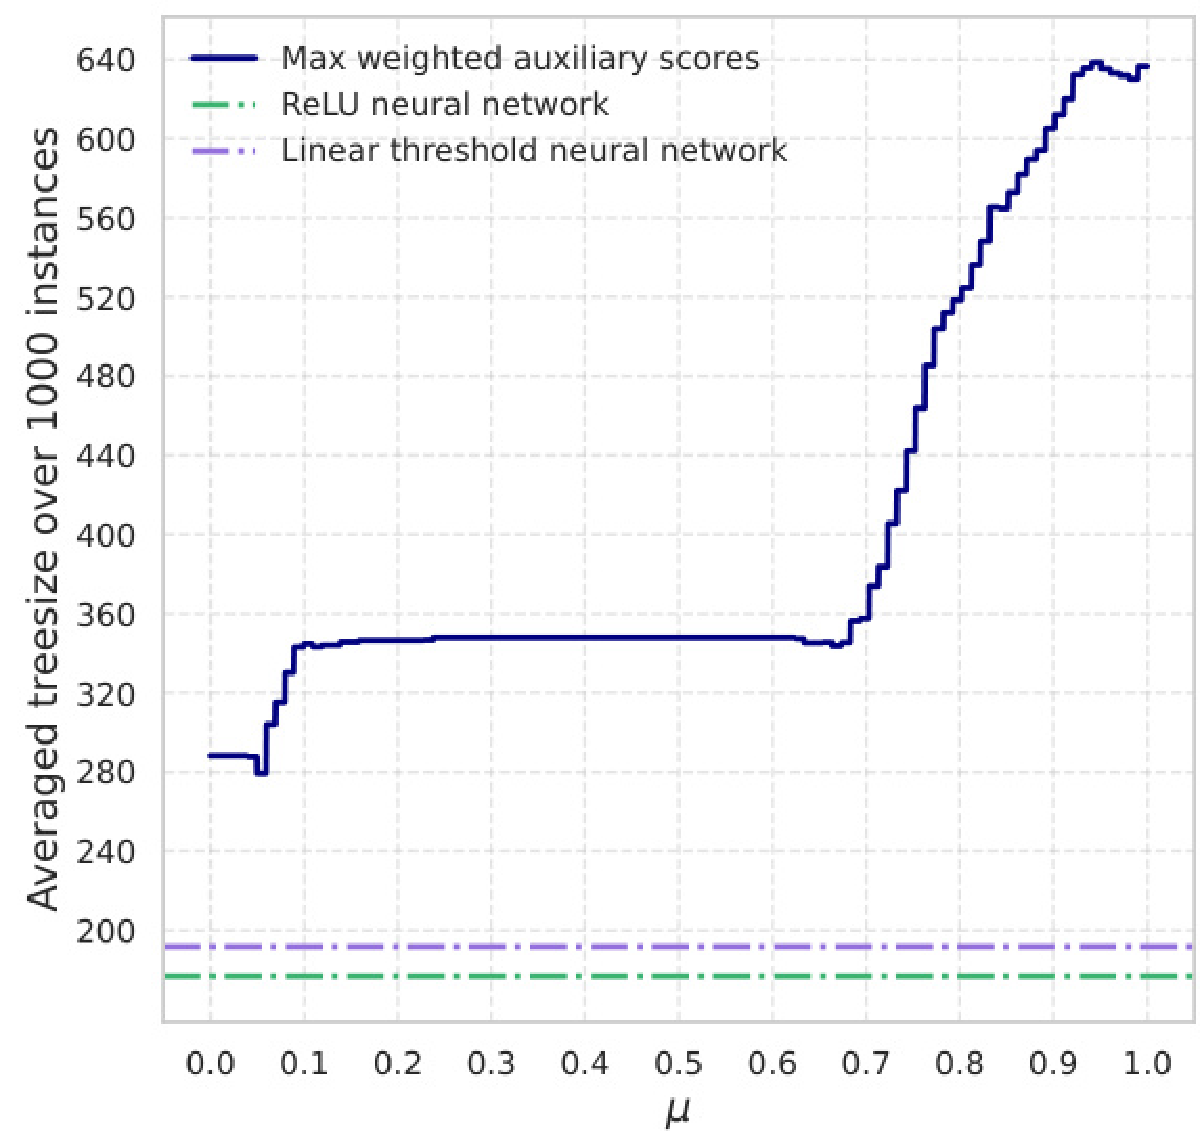 Max weighted auxiliary scores
ReLU neural network
Linear threshold neural network
Averaged treesize over 1000 instances
640
600
560
520
480
440
400
360
320
280
240
200
0.0 0.1 0.2 0.3 0.4 0.5 0.6 0.7 0.8 0.9 1.0
μ